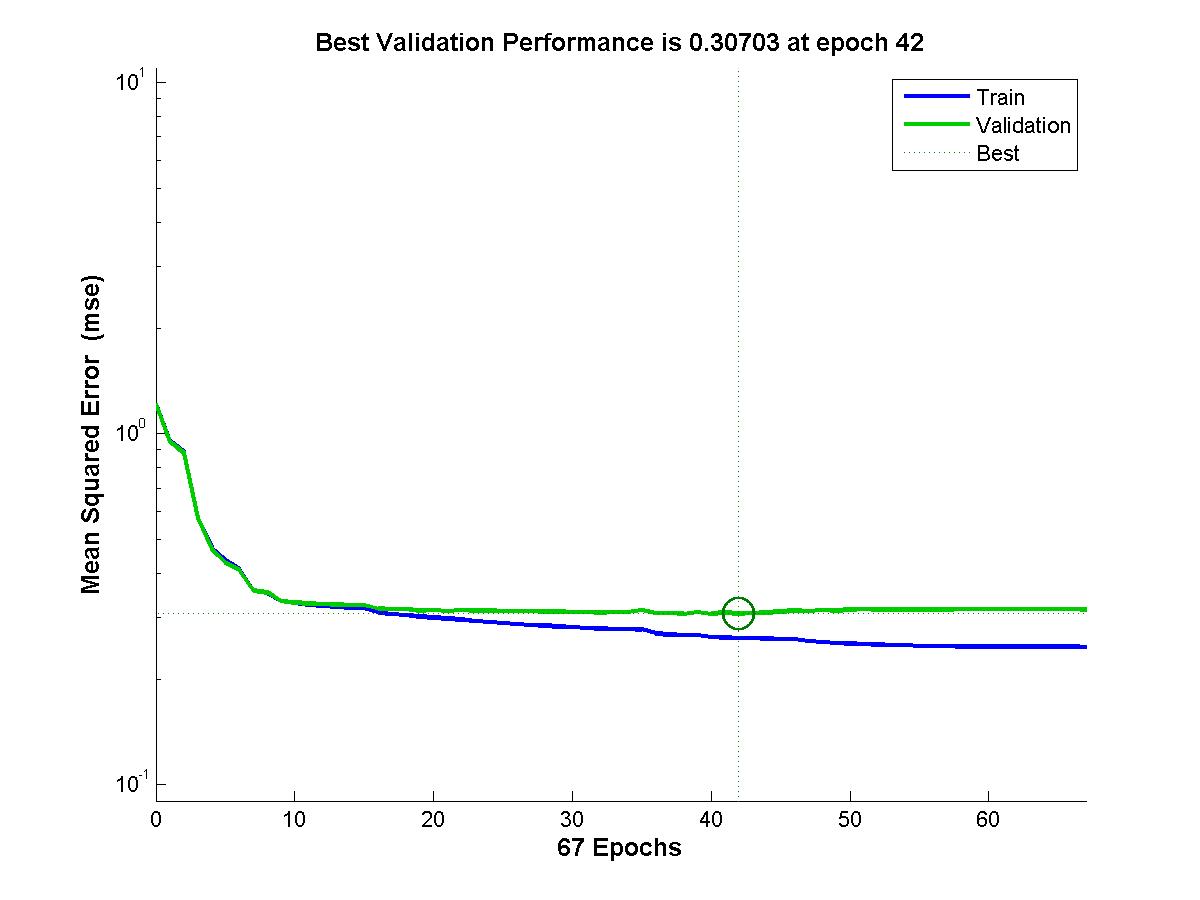 Best Validation Performance is 0.30703 at epoch 42
10^1
10^0
10^-1
Mean Squared Error (mse)
Train
Validation
Best
0 10 20 30 40 50 60
67 Epochs